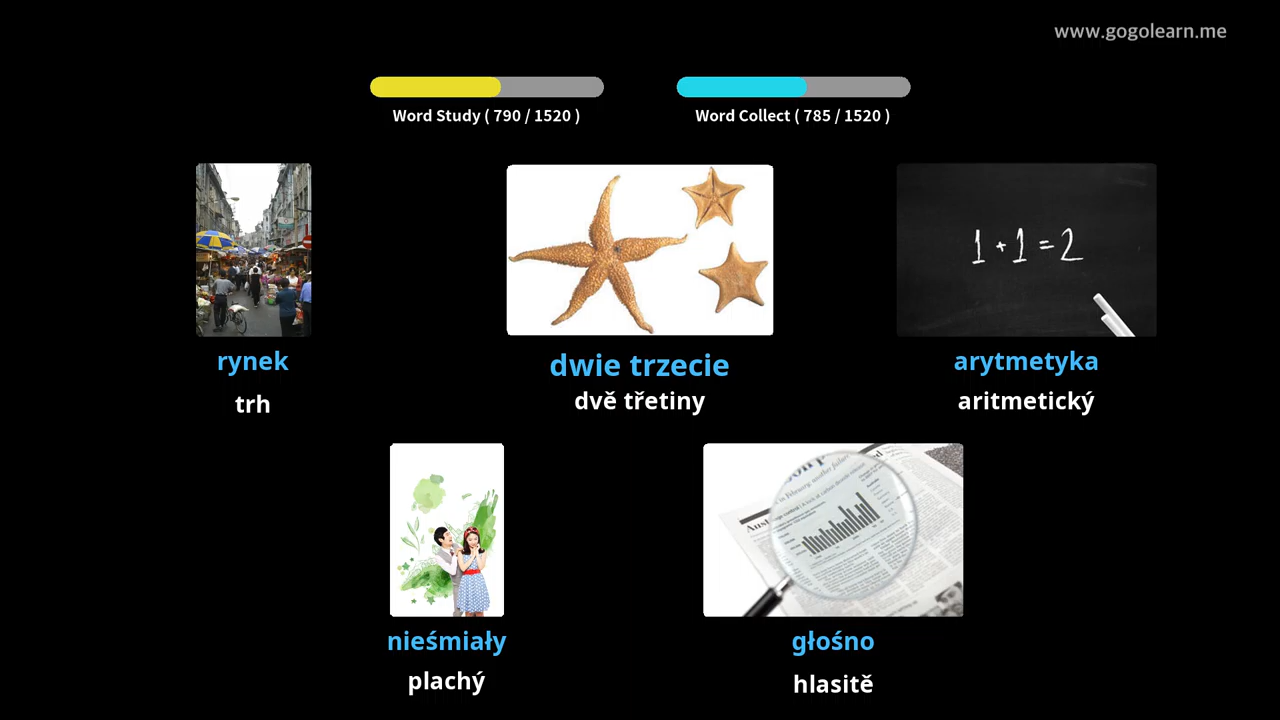 www.gogolearn.me
Word Study ( 790 / 1520 )
Word Collect ( 785 / 1520 )
1 + 1 = 2
rynek
dwie trzecie
arytmetyka
trh
dvě třetiny
aritmetický
nieśmiały
głośno
plachý
hlasitě